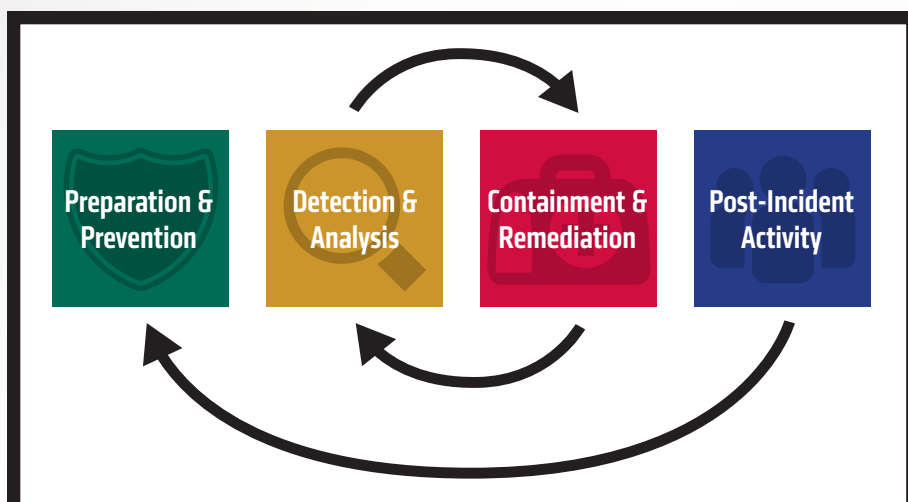 Preparation &
Prevention
Detection &
Analysis
Containment &
Remediation
Post-Incident
Activity